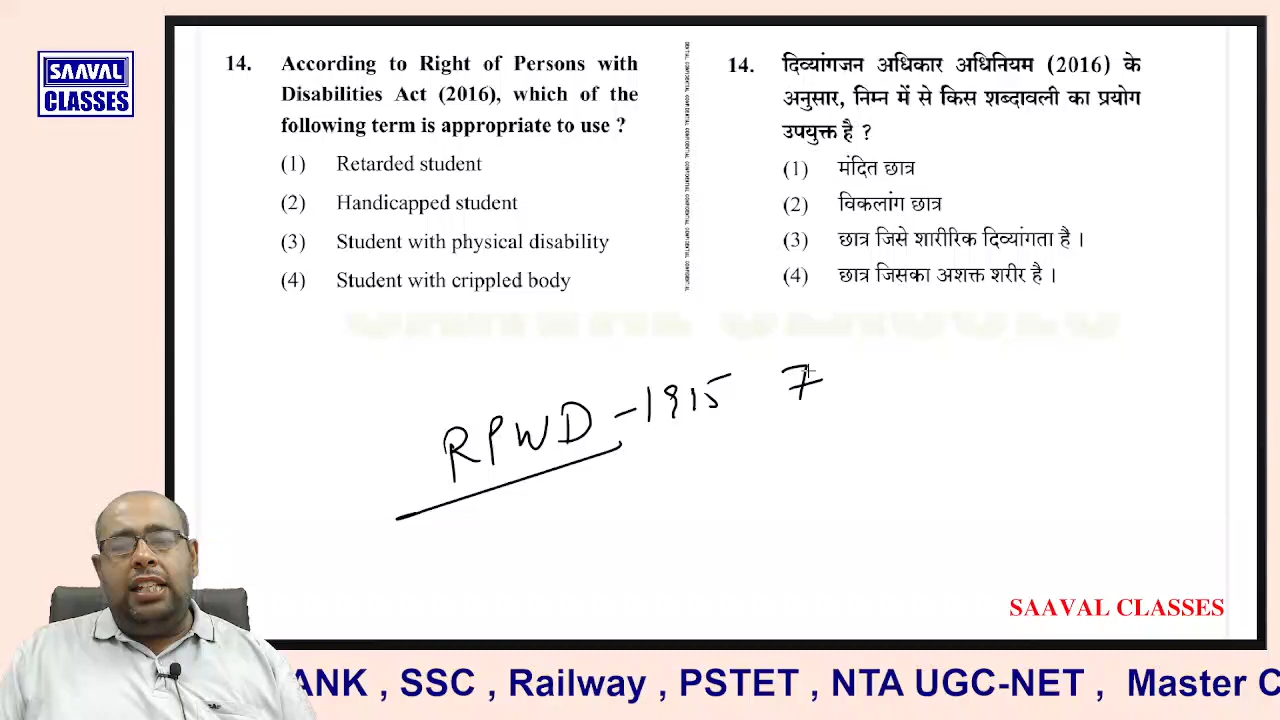 SAAVAL
CLASSES
14. According to Right of Persons with
Disabilities Act (2016), which of the
following term is appropriate to use ?
(1) Retarded student
(2) Handicapped student
(3) Student with physical disability
(4) Student with crippled body
14. दिव्यांगजन अधिकार अधिनियम (2016) के
अनुसार, निम्न में से किस शब्दावली का प्रयोग
उपयुक्त है ?
(1) मंदित छात्र
(2) विकलांग छात्र
(3) छात्र जिसे शारीरिक दिव्यांगता है ।
(4) छात्र जिसका अशक्त शरीर है ।
RPWD - 1915 7
SAAVAL CLASSES
ANK , SSC , Railway , PSTET , NTA UGC-NET , Master C